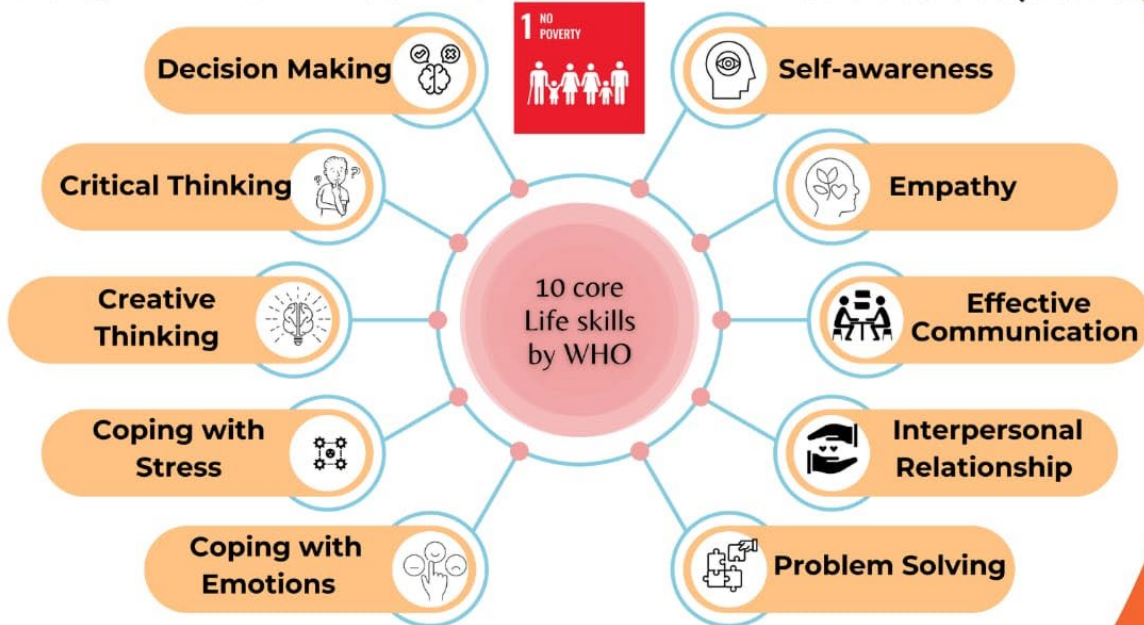 1 NO
POVERTY
Decision Making
Self-awareness
Critical Thinking
Empathy
Creative
Thinking
Effective
Communication
10 core
Life skills
by WHO
Coping with
Stress
Interpersonal
Relationship
Coping with
Emotions
Problem Solving